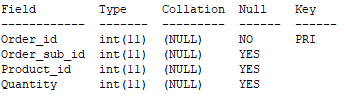 Field Type Collation Null Key
------------ ------- --------- ------ ------
Order_id int(11) (NULL) NO PRI
Order_sub_id int(11) (NULL) YES
Product_id int(11) (NULL) YES
Quantity int(11) (NULL) YES